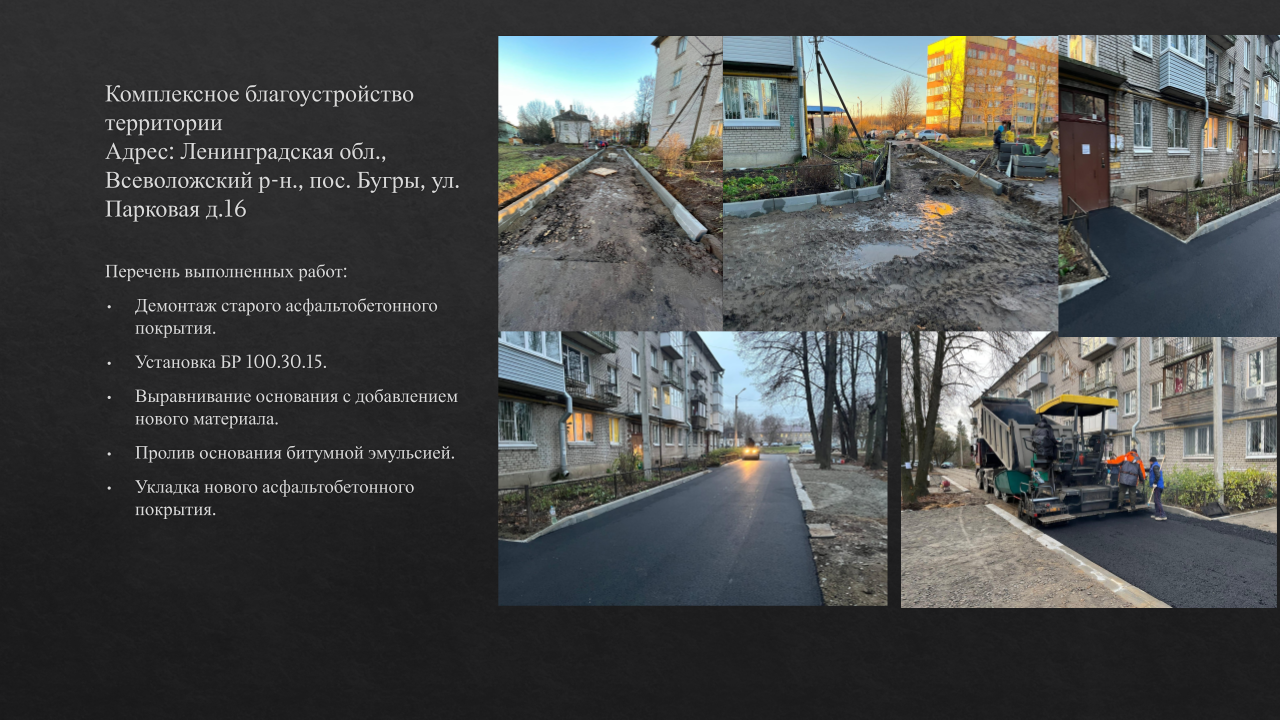 Комплексное благоустройство
территории
Адрес: Ленинградская обл.,
Всеволожский р-н., пос. Бугры, ул.
Парковая д.16
Перечень выполненных работ:
• Демонтаж старого асфальтобетонного
покрытия.
• Установка БР 100.30.15.
• Выравнивание основания с добавлением
нового материала.
• Пролив основания битумной эмульсией.
• Укладка нового асфальтобетонного
покрытия.